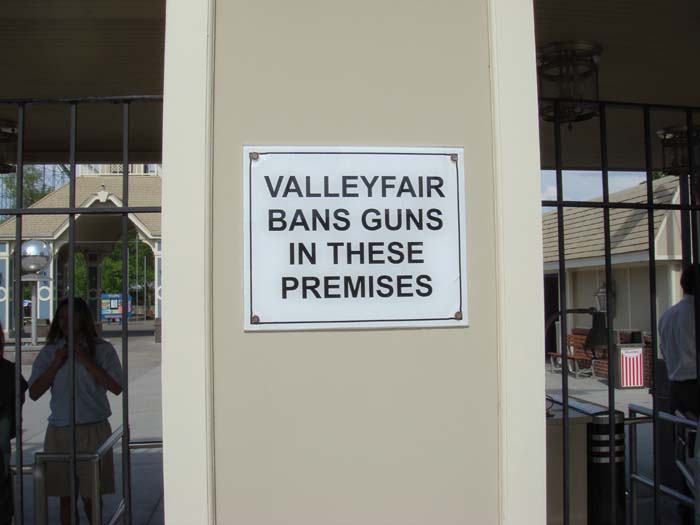 VALLEYFAIR
BANS GUNS
IN THESE
PREMISES